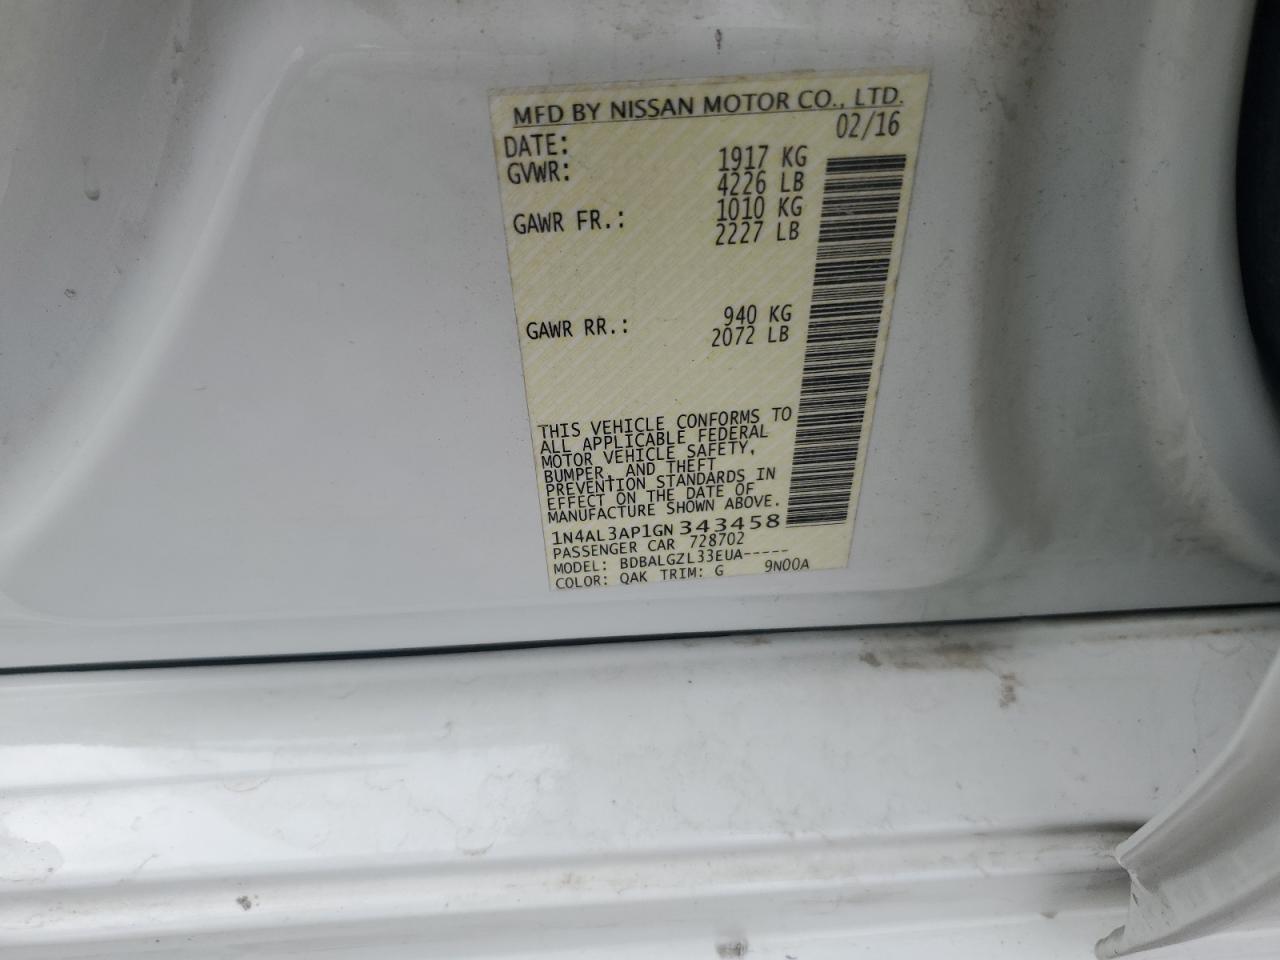 MFD BY NISSAN MOTOR CO., LTD.
DATE: 02/16
GVWR: 1917 KG
4226 LB
GAWR FR.: 1010 KG
2227 LB
GAWR RR.: 940 KG
2072 LB
THIS VEHICLE CONFORMS TO
ALL APPLICABLE FEDERAL
MOTOR VEHICLE SAFETY,
BUMPER, AND THEFT
PREVENTION STANDARDS IN
EFFECT ON THE DATE OF
MANUFACTURE SHOWN ABOVE.
1N4AL3AP1GN343458
PASSENGER CAR 728702
MODEL: BDBALGZL33EUA-----
COLOR: QAK TRIM: G 9N00A